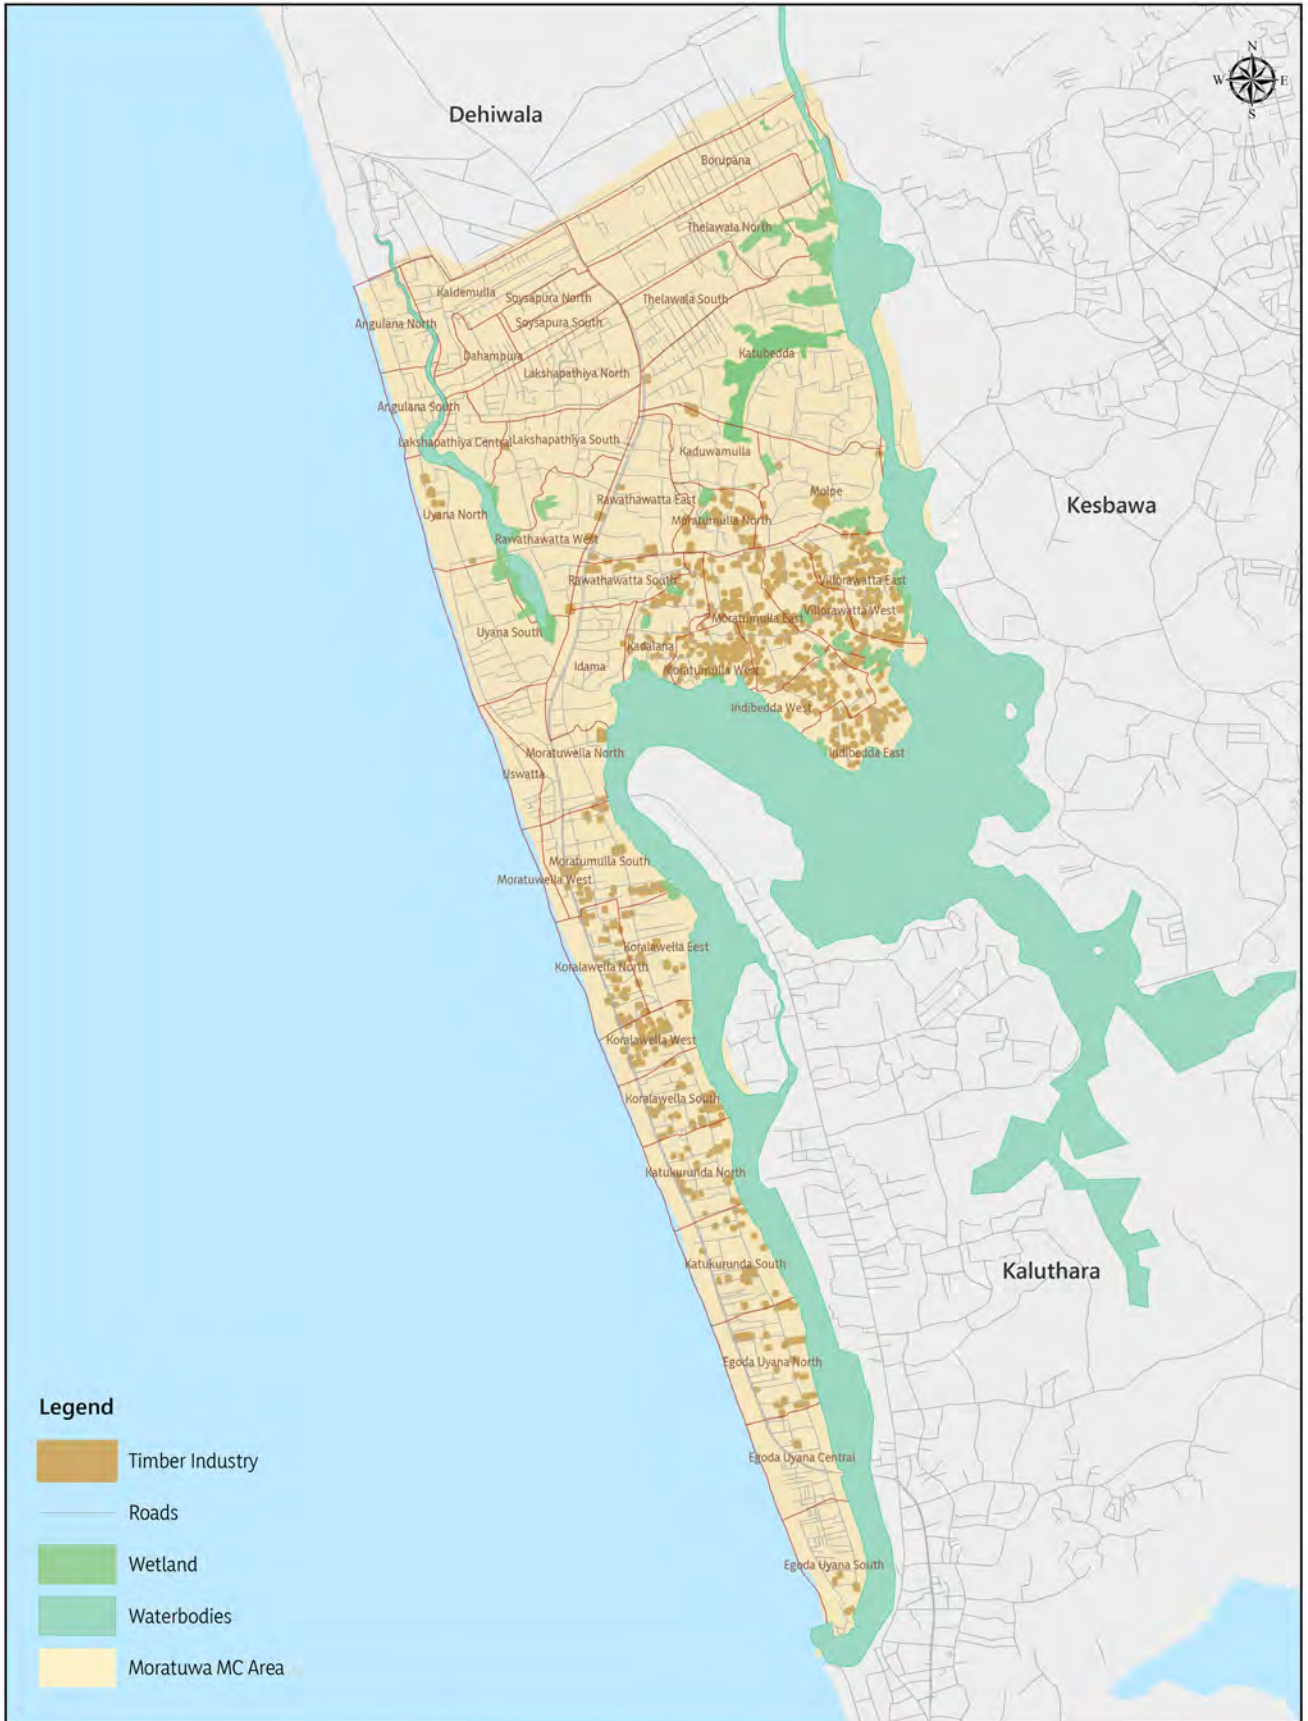 N
W E
S
Dehiwala
Borupana
Thelawala North
Kaldemulla
Soysapura North
Thelawala South
Angulana North
Soysapura South
Dahampura
Katubedda
Lakshapathiya North
Angulana South
Lakshapathiya Central
Lakshapathiya South
Kaduwamulla
Molpe
Rawathawatta East
Kesbawa
Uyana North
Moratumulla North
Rawathawatta West
Rawathawatta South
Villorawatta East
Villorawatta West
Moratumulla East
Uyana South
Kadalana
Idama
Moratumulla West
Indibedda West
Moratuwella North
Indibedda East
Uswatta
Moratumulla South
Moratuwella West
Koralawella Eest
Koralawella North
Koralawella West
Koralawella South
Katukurunda North
Katukurunda South
Kaluthara
Egoda Uyana North
Egoda Uyana Central
Egoda Uyana South
Legend
Timber Industry
Roads
Wetland
Waterbodies
Moratuwa MC Area